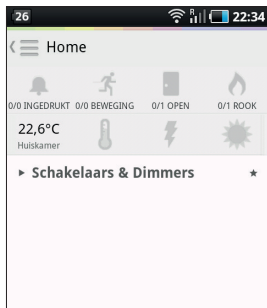 26 R 22:34
Home
0/0 INGEDRUKT 0/0 BEWEGING 0/1 OPEN 0/1 ROOK
22,6°C
Huiskamer
Schakelaars & Dimmers